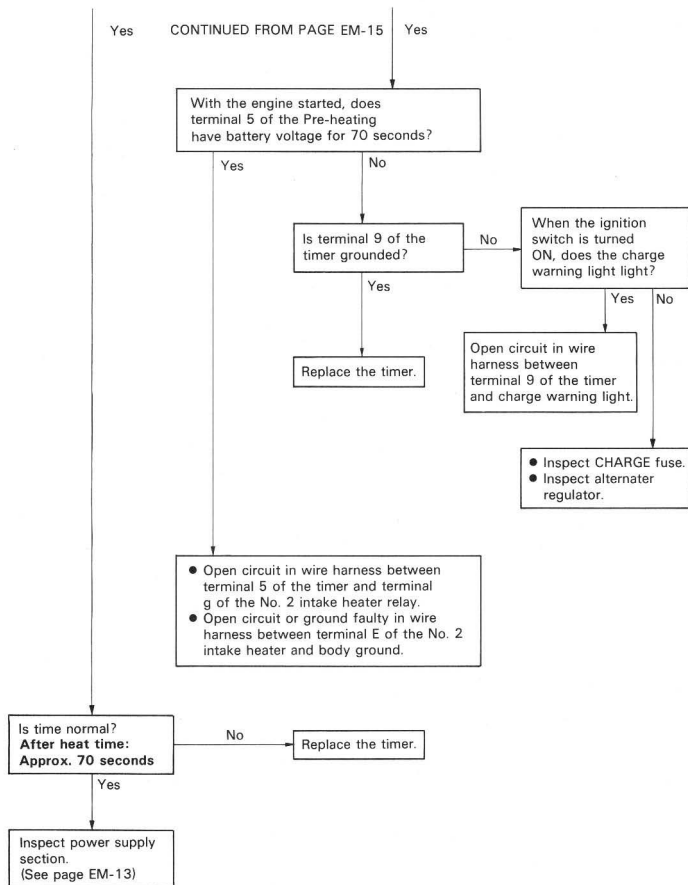 Yes CONTINUED FROM PAGE EM-15 Yes
With the engine started, does
terminal 5 of the Pre-heating
have battery voltage for 70 seconds?
Yes
No
Is terminal 9 of the
timer grounded?
No
When the ignition
switch is turned
ON, does the charge
warning light light?
Yes
Yes
No
Replace the timer.
Open circuit in wire
harness between
terminal 9 of the timer
and charge warning light.
● Inspect CHARGE fuse.
● Inspect alternater
regulator.
● Open circuit in wire harness between
terminal 5 of the timer and terminal
g of the No. 2 intake heater relay.
● Open circuit or ground faulty in wire
harness between terminal E of the No. 2
intake heater and body ground.
Is time normal?
After heat time:
Approx. 70 seconds
No
Replace the timer.
Yes
Inspect power supply
section.
(See page EM-13)